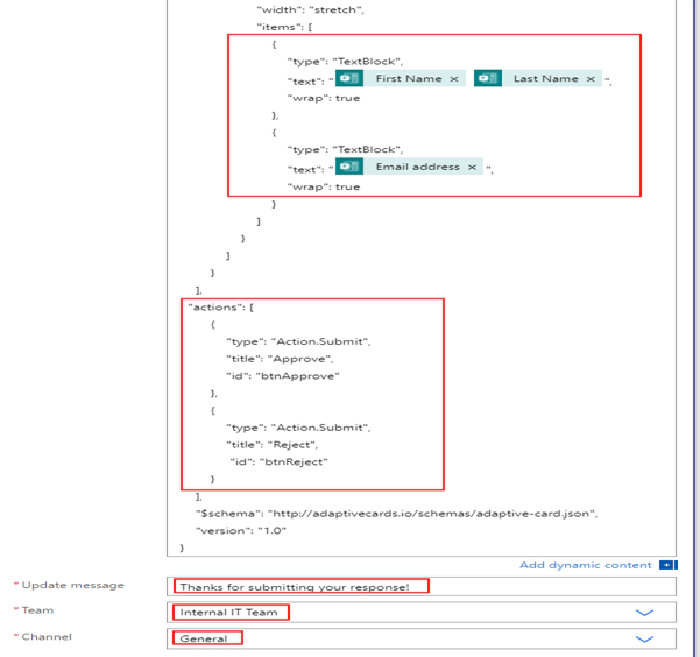 "width": "stretch",
"items": [
{
"type": "TextBlock",
"text": " First Name × Last Name × ",
"wrap": true
},
{
"type": "TextBlock",
"text": " Email address × ",
"wrap": true
}
]
}
]
}
],
"actions": [
{
"type": "Action.Submit",
"title": "Approve",
"id": "btnApprove"
},
{
"type": "Action.Submit",
"title": "Reject",
"id": "btnReject"
}
],
"$schema": "http://adaptivecards.io/schemas/adaptive-card.json",
"version": "1.0"
}
Add dynamic content
* Update message Thanks for submitting your response!
* Team Internal IT Team
* Channel General